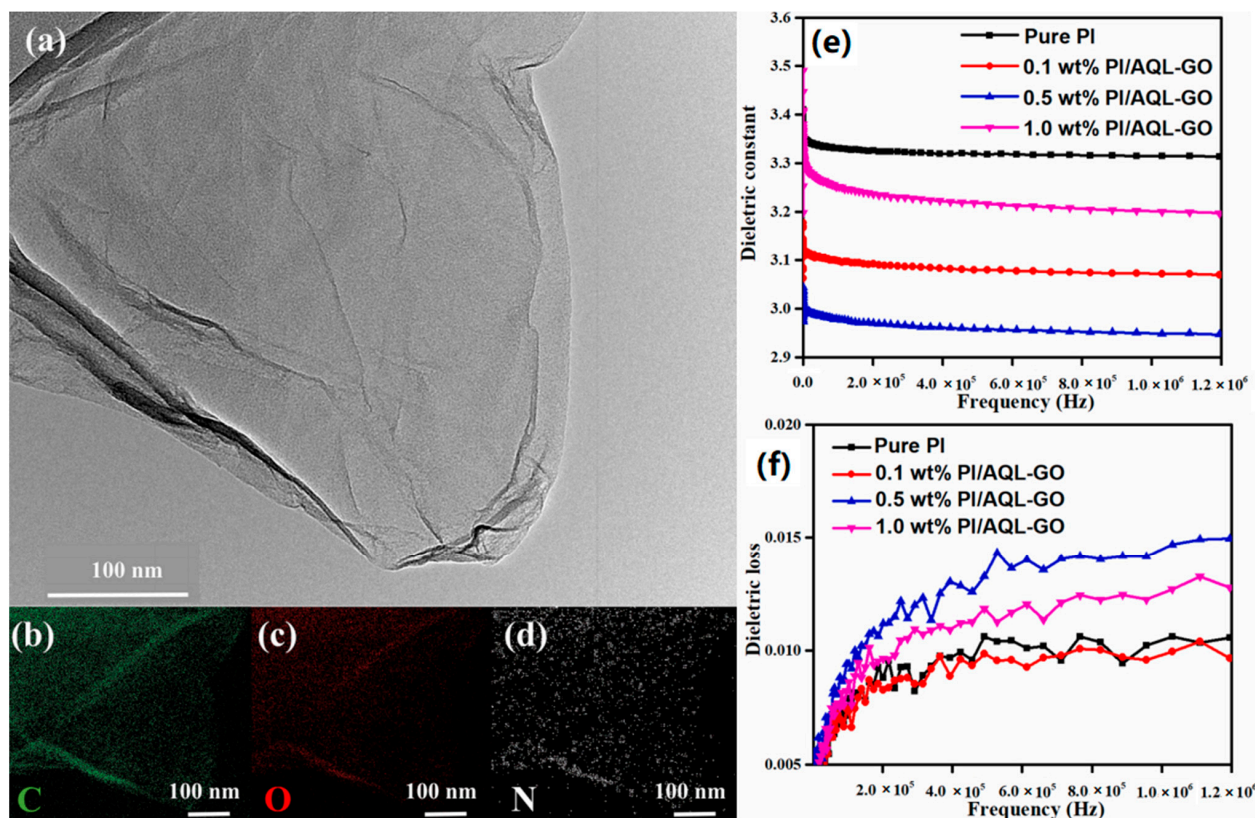 (a)
100 nm
(b)
C
100 nm
(c)
O
100 nm
(d)
N
100 nm
(e)
Pure PI
0.1 wt% PI/AQL-GO
0.5 wt% PI/AQL-GO
1.0 wt% PI/AQL-GO
Dieletric constant
3.6
3.5
3.4
3.3
3.2
3.1
3.0
2.9
0.0
2.0 × 10⁵
4.0 × 10⁵
6.0 × 10⁵
8.0 × 10⁵
1.0 × 10⁶
1.2 × 10⁶
Frequency (Hz)
(f)
Pure PI
0.1 wt% PI/AQL-GO
0.5 wt% PI/AQL-GO
1.0 wt% PI/AQL-GO
Dieletric loss
0.020
0.015
0.010
0.005
2.0 × 10⁵
4.0 × 10⁵
6.0 × 10⁵
8.0 × 10⁵
1.0 × 10⁶
1.2 × 10⁶
Frequency (Hz)